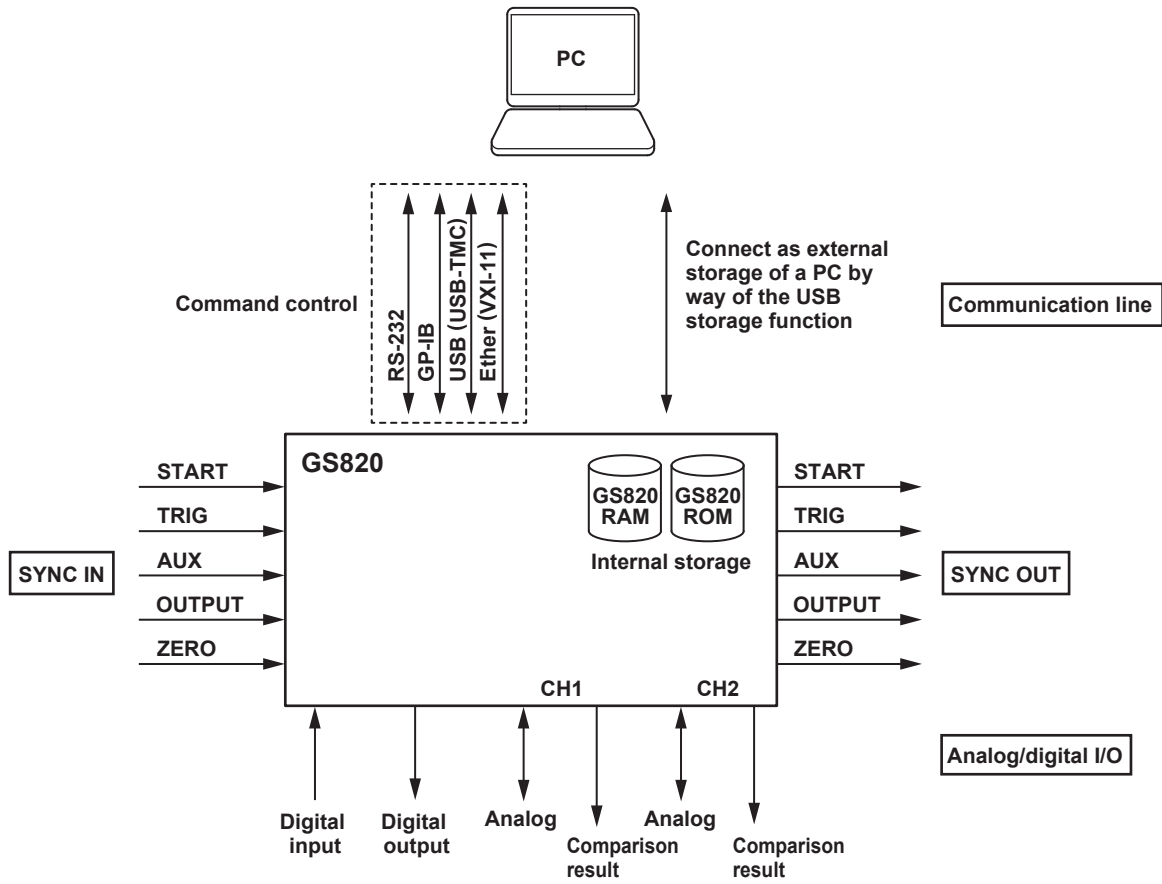 PC
Command control
RS-232
GP-IB
USB (USB-TMC)
Ether (VXI-11)
Connect as external
storage of a PC by
way of the USB
storage function
Communication line
GS820
GS820
RAM
GS820
ROM
Internal storage
SYNC IN
START
TRIG
AUX
OUTPUT
ZERO
START
TRIG
AUX
OUTPUT
ZERO
SYNC OUT
CH1
CH2
Analog/digital I/O
Digital
input
Digital
output
Analog
Comparison
result
Analog
Comparison
result